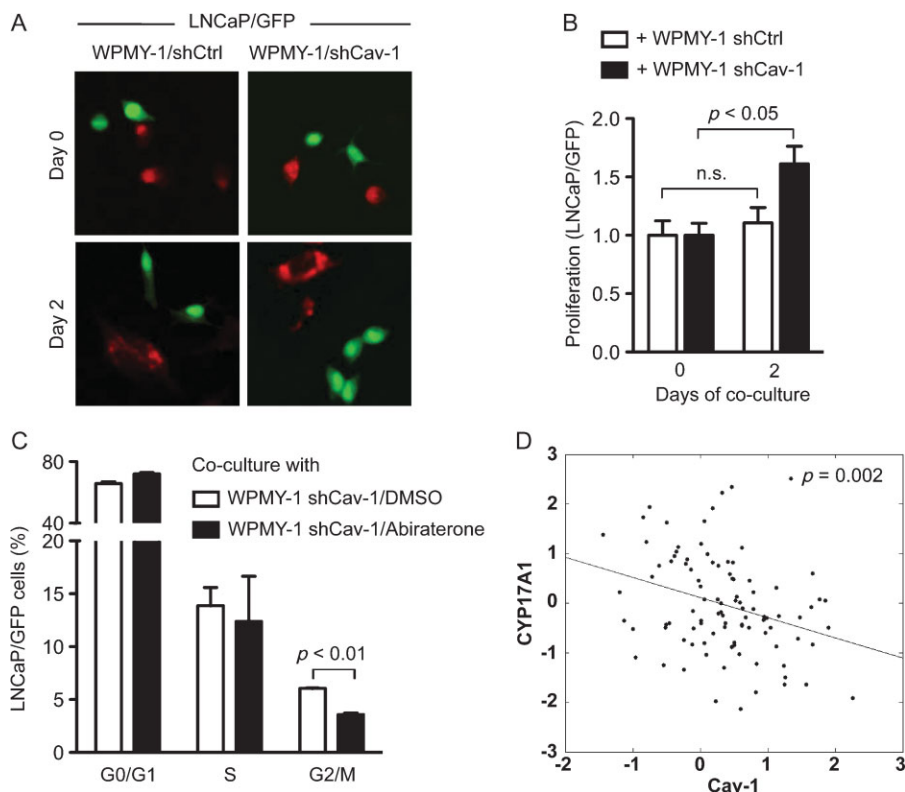 A
LNCaP/GFP
WPMY-1/shCtrl WPMY-1/shCav-1
Day 0
Day 2
B
+ WPMY-1 shCtrl
+ WPMY-1 shCav-1
p < 0.05
n.s.
Proliferation (LNCaP/GFP)
2.0
1.5
1.0
0.5
0.0
0 2
Days of co-culture
C
Co-culture with
WPMY-1 shCav-1/DMSO
WPMY-1 shCav-1/Abiraterone
LNCaP/GFP cells (%)
80
40
20
15
10
5
0
p < 0.01
G0/G1 S G2/M
D
p = 0.002
CYP17A1
3
2
1
0
-1
-2
-3
-2 -1 0 1 2 3
Cav-1